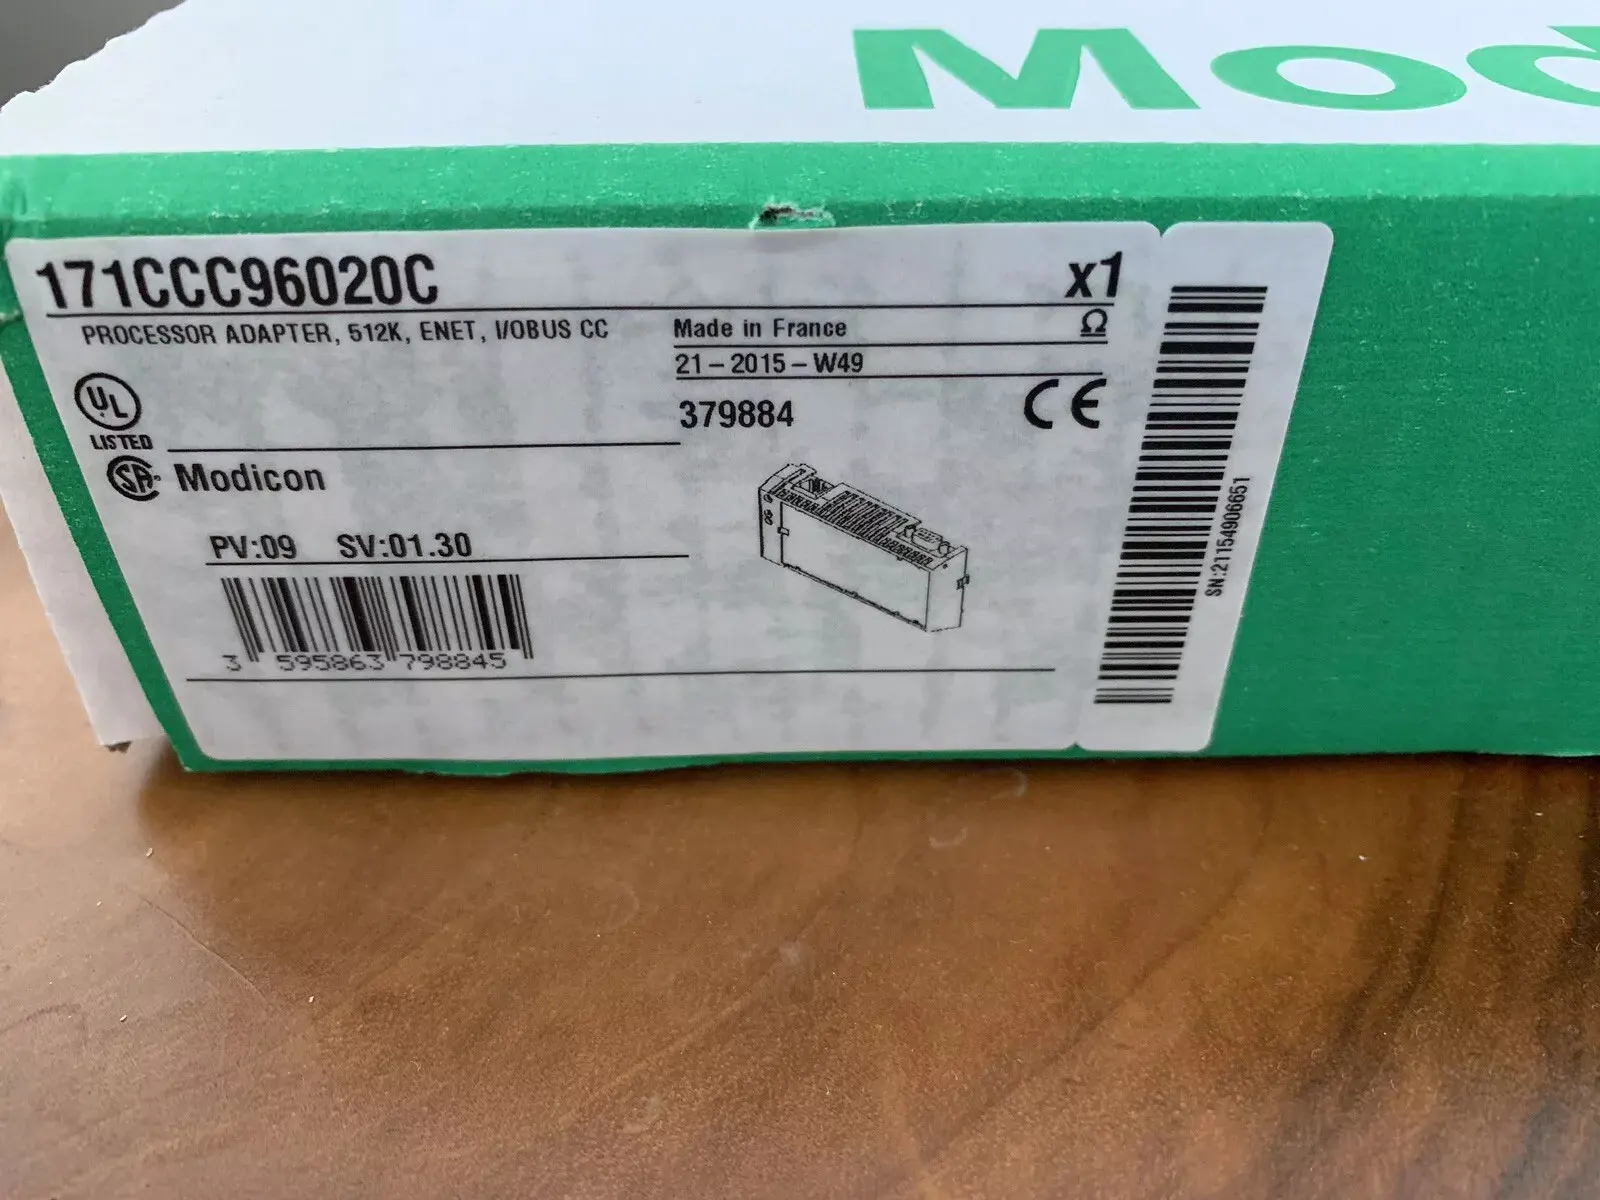 Mod
171CCC96020C
x1
PROCESSOR ADAPTER, 512K, ENET, I/OBUS CC
Made in France
Ω
21-2015-W49
379884
CE
UL
LISTED
SA
Modicon
PV:09 SV:01.30
3 595863 798845
SN:21154906651